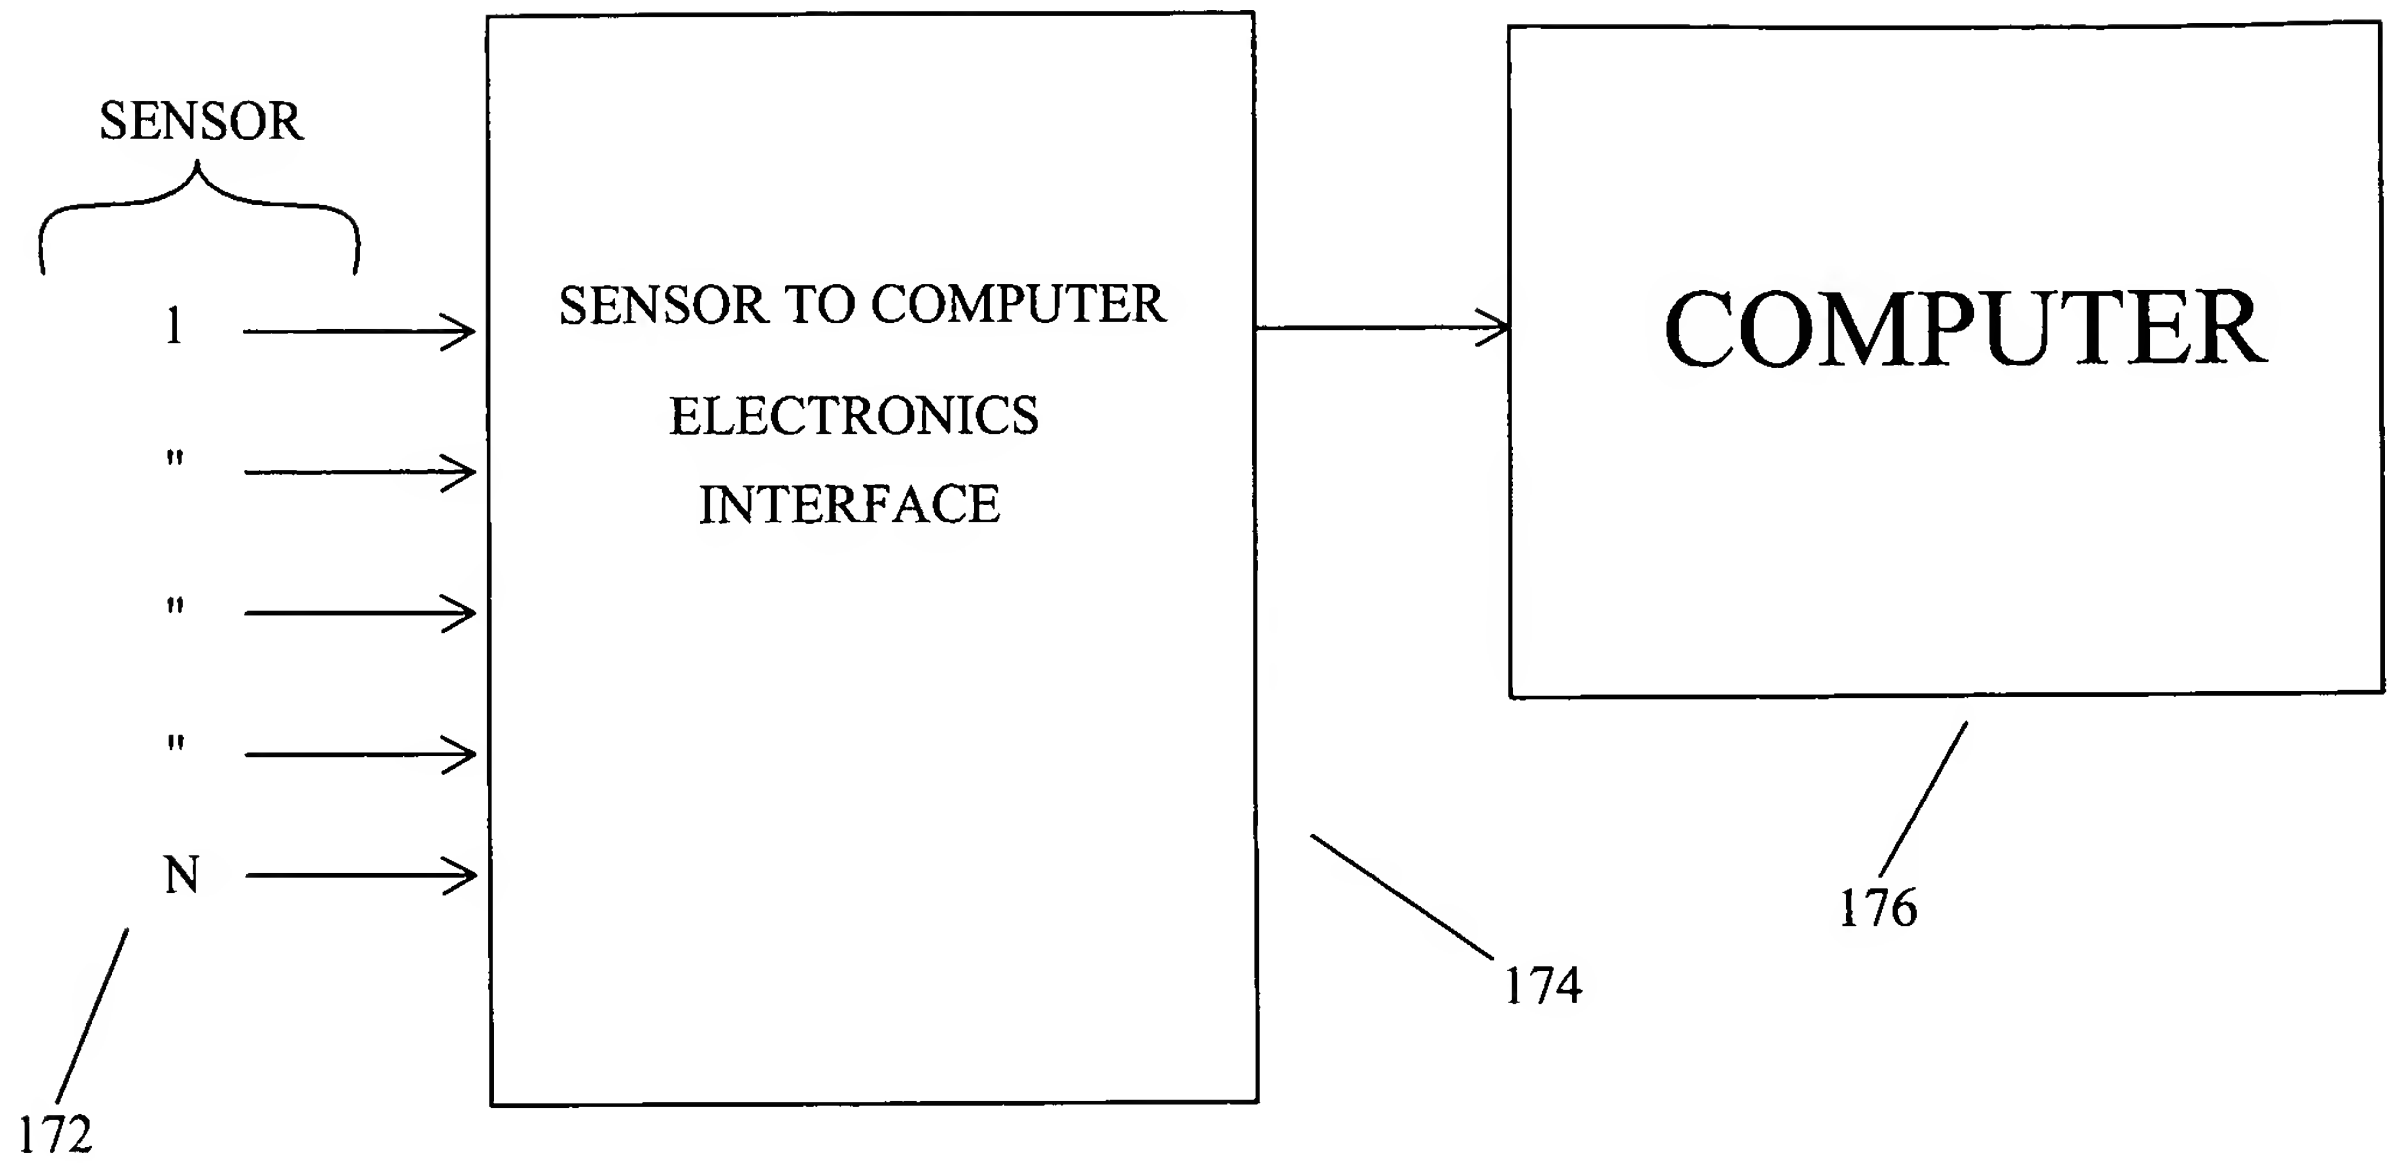 SENSOR
1
"
"
"
N
172
SENSOR TO COMPUTER
ELECTRONICS
INTERFACE
174
COMPUTER
176